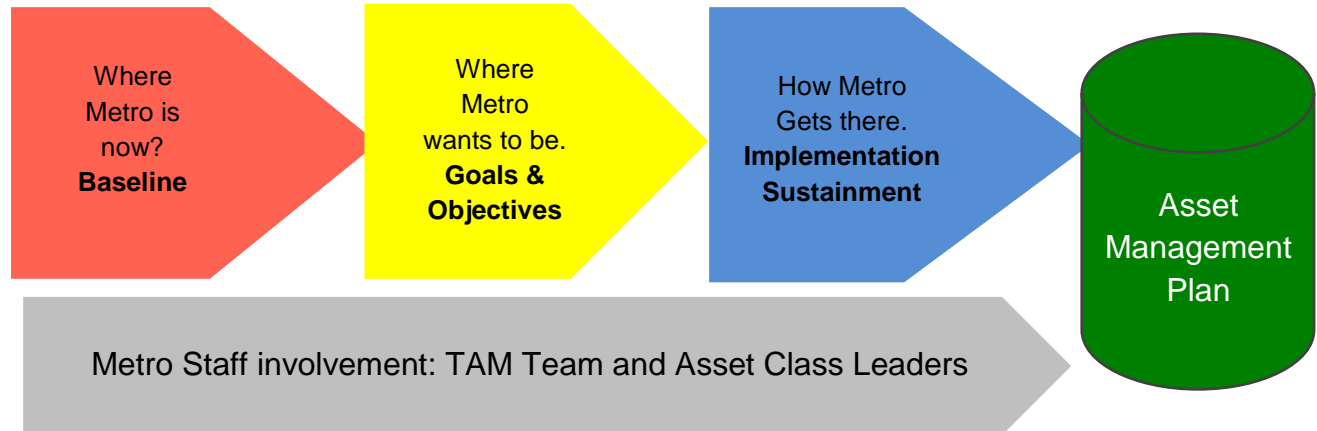 Where
Metro is
now?
Baseline
Where
Metro
wants to be.
Goals &
Objectives
How Metro
Gets there.
Implementation
Sustainment
Asset
Management
Plan
Metro Staff involvement: TAM Team and Asset Class Leaders